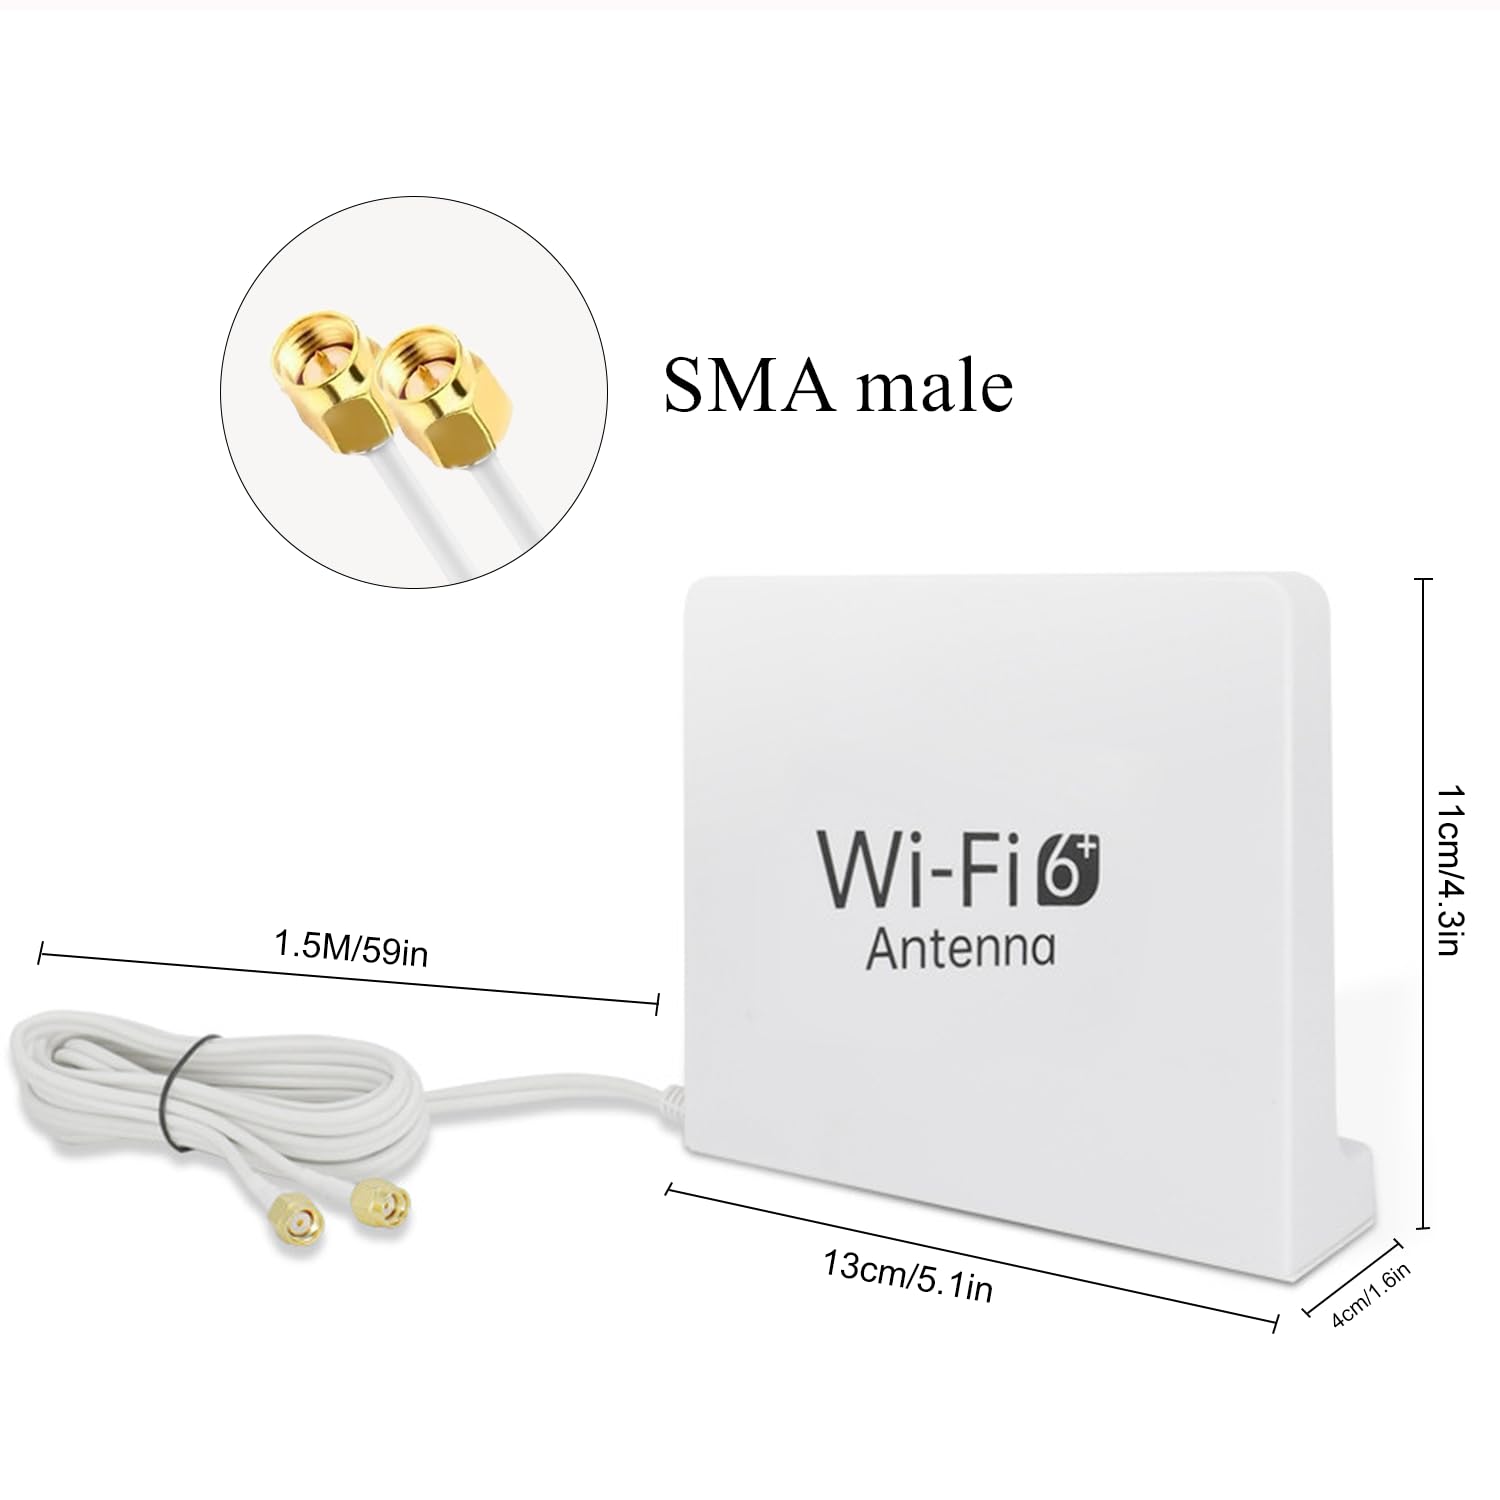 SMA male
Wi-Fi 6+
Antenna
1.5M/59in
11cm/4.3in
13cm/5.1in
4cm/1.6in